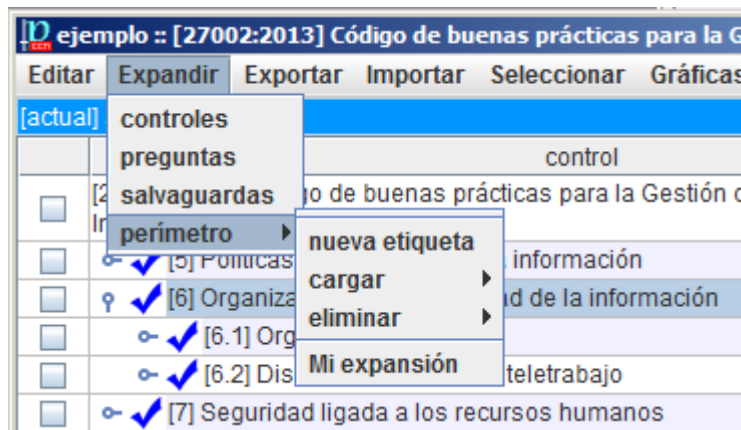 ejemplo :: [27002:2013] Código de buenas prácticas para la G
Editar Expandir Exportar Importar Seleccionar Gráficas
[actual]
controles
preguntas
salvaguardas
perímetro
nueva etiqueta
cargar
eliminar
Mi expansión
control
go de buenas prácticas para la Gestión d
[5] Políticas información
[6] Organiza ad de la información
[6.1] Org
[6.2] Dis teletrabajo
[7] Seguridad ligada a los recursos humanos